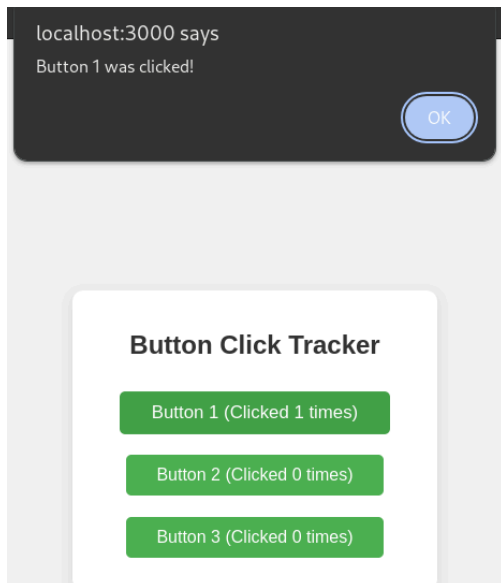 localhost:3000 says
Button 1 was clicked!
OK
Button Click Tracker
Button 1 (Clicked 1 times)
Button 2 (Clicked 0 times)
Button 3 (Clicked 0 times)